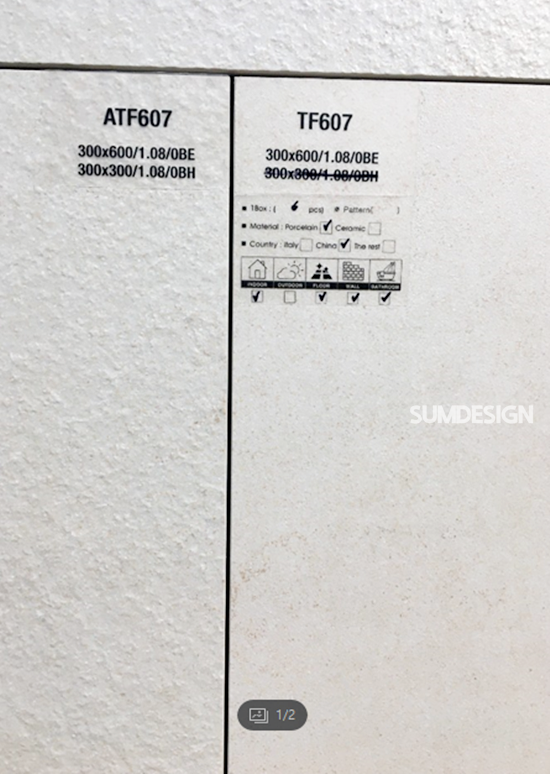 ATF607
300x600/1.08/0BE
300x300/1.08/0BH
TF607
300x600/1.08/0BE
300x300/1.08/0BH
■ 1Box : ( 6 pcs) # Pattern( )
■ Material : Porcelain ✔ Ceramic
■ Country : Italy China ✔ The rest
INDOOR OUTDOOR FLOOR WALL BATHROOM
SUMDESIGN
1/2